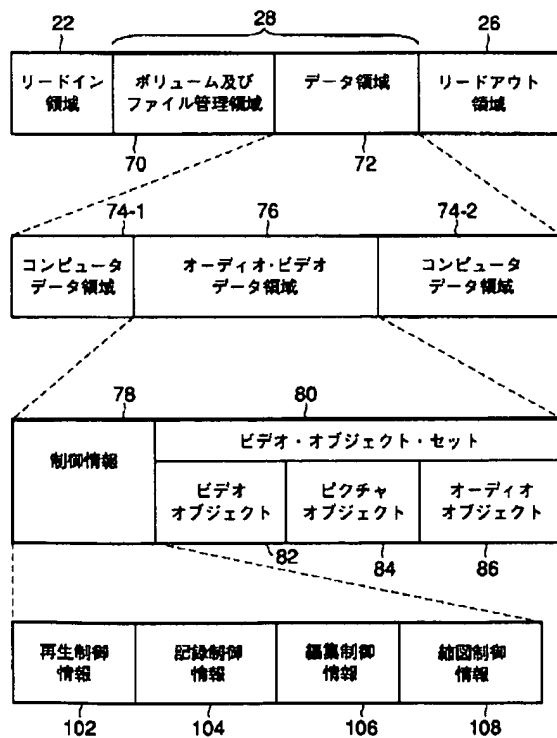 22
28
26
リードイン
領域
ボリューム及び
ファイル管理領域
データ領域
リードアウト
領域
70
72
74-1
76
74-2
コンピュータ
データ領域
オーディオ・ビデオ
データ領域
コンピュータ
データ領域
78
80
制御情報
ビデオ・オブジェクト・セット
ビデオ
オブジェクト
ピクチャ
オブジェクト
オーディオ
オブジェクト
82
84
86
再生制御
情報
記録制御
情報
編集制御
情報
縮図制御
情報
102
104
106
108